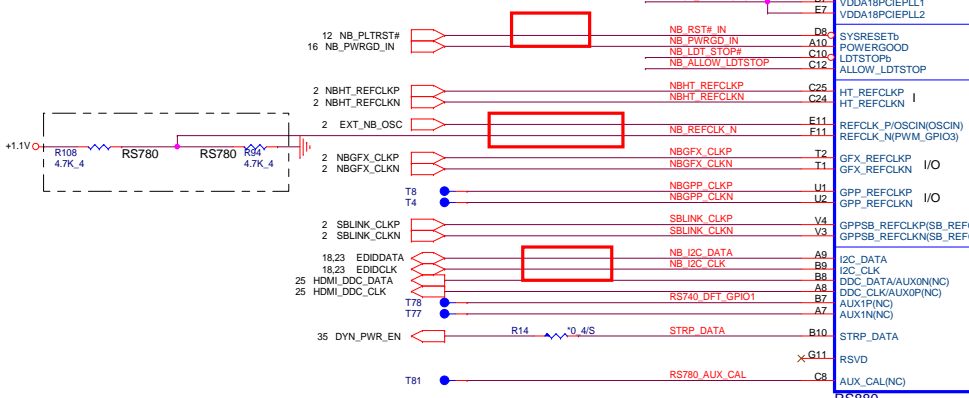 VDDA18PCIEPLL1
E7 VDDA18PCIEPLL2
12 NB_PLTRST# NB_RST#_IN D8 SYSRESETb
16 NB_PWRGD_IN NB_PWRGD_IN A10 POWERGOOD
NB_LDT_STOP# C10 LDTSTOPb
NB_ALLOW_LDTSTOP C12 ALLOW_LDTSTOP
2 NBHT_REFCLKP NBHT_REFCLKP C25 HT_REFCLKP
2 NBHT_REFCLKN NBHT_REFCLKN C24 HT_REFCLKN I
2 EXT_NB_OSC E11 REFCLK_P/OSCIN(OSCIN)
NB_REFCLK_N F11 REFCLK_N(PWM_GPIO3)
+1.1V R108 RS780 RS780 R94
4.7K_4 4.7K_4
2 NBGFX_CLKP NBGFX_CLKP T2 GFX_REFCLKP
2 NBGFX_CLKN NBGFX_CLKN T1 GFX_REFCLKN I/O
T8 NBGPP_CLKP U1 GPP_REFCLKP
T4 NBGPP_CLKN U2 GPP_REFCLKN I/O
2 SBLINK_CLKP SBLINK_CLKP V4 GPPSB_REFCLKP(SB_REF
2 SBLINK_CLKN SBLINK_CLKN V3 GPPSB_REFCLKN(SB_REF
18,23 EDIDDATA NB_I2C_DATA A9 I2C_DATA
18,23 EDIDCLK NB_I2C_CLK B9 I2C_CLK
25 HDMI_DDC_DATA B8 DDC_DATA/AUX0N(NC)
25 HDMI_DDC_CLK A8 DDC_CLK/AUX0P(NC)
T78 RS740_DFT_GPIO1 B7 AUX1P(NC)
T77 A7 AUX1N(NC)
35 DYN_PWR_EN R14 *0_4/S STRP_DATA B10 STRP_DATA
G11 RSVD
T81 RS780_AUX_CAL C8 AUX_CAL(NC)
RS880